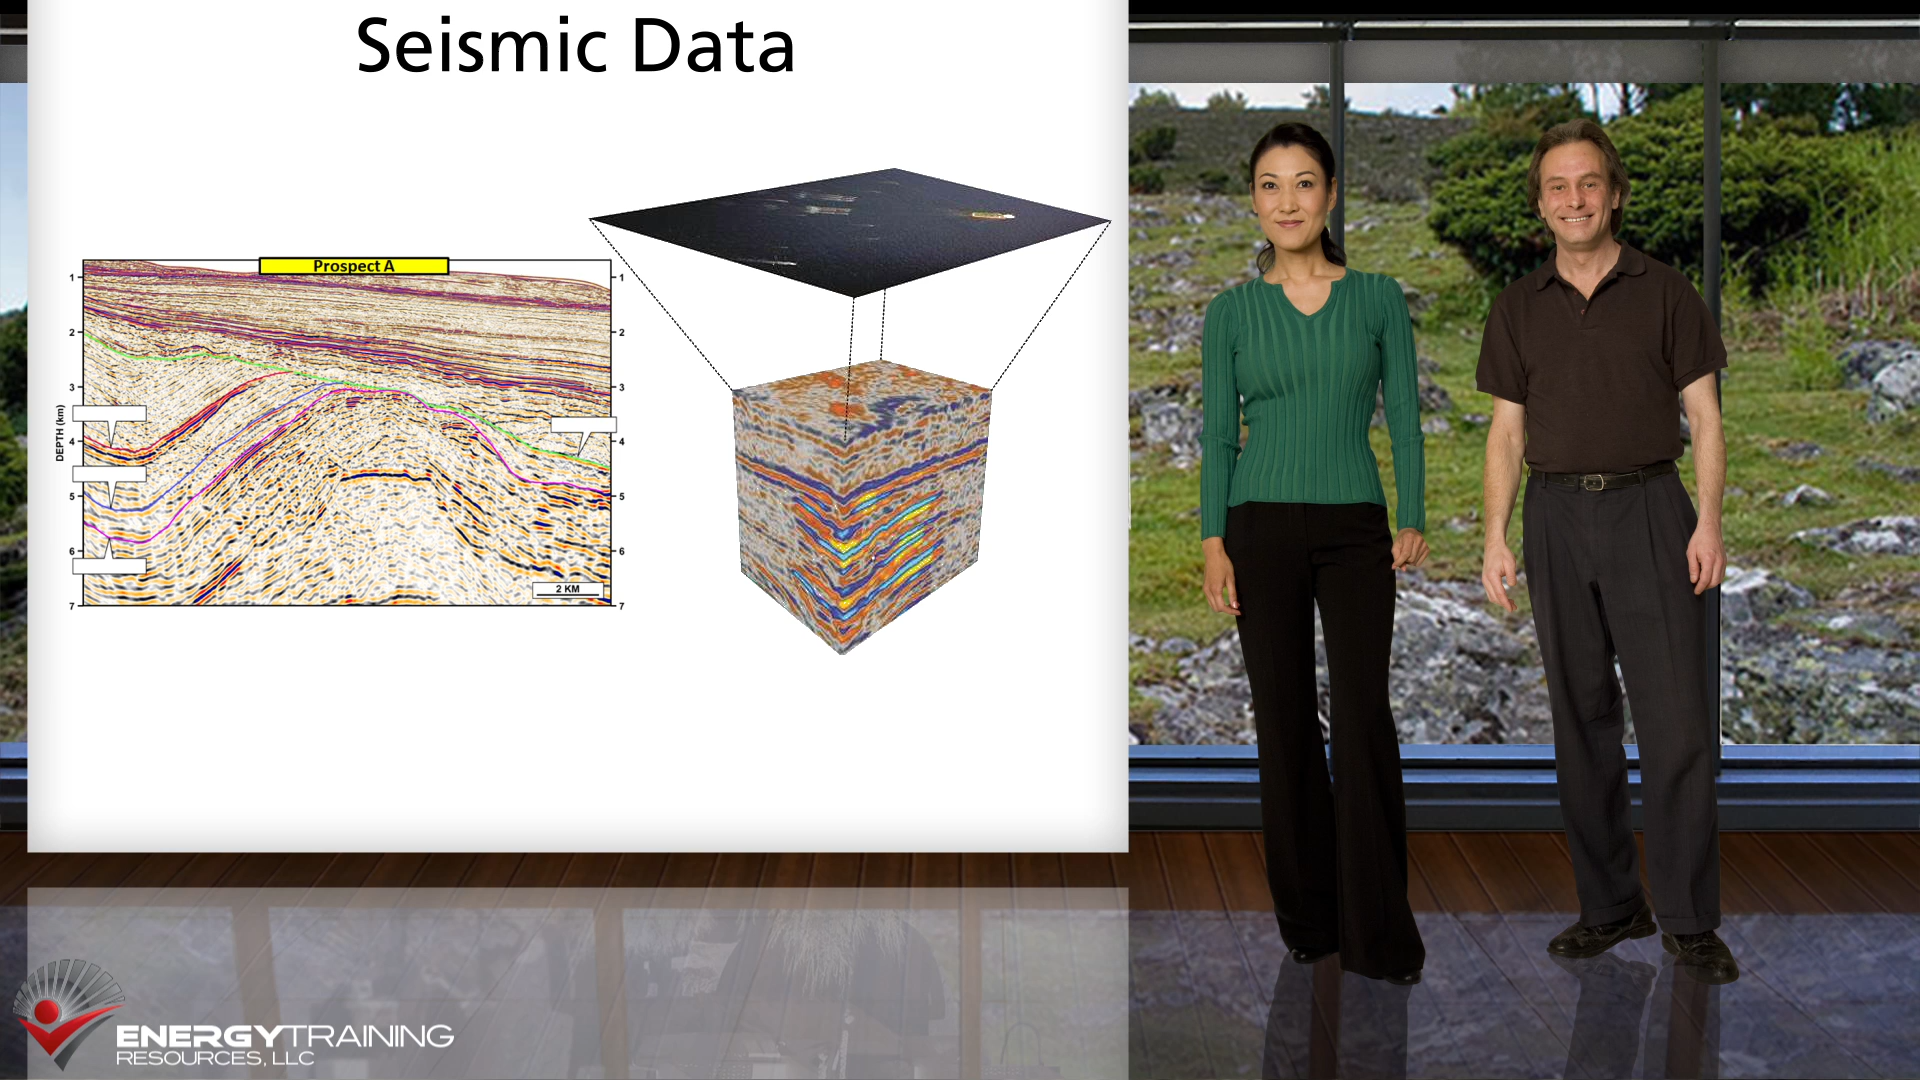 Seismic Data
Prospect A
1
2
3
4
5
6
7
DEPTH (km)
1
2
3
4
5
6
7
2 KM
ENERGYTRAINING
RESOURCES, LLC